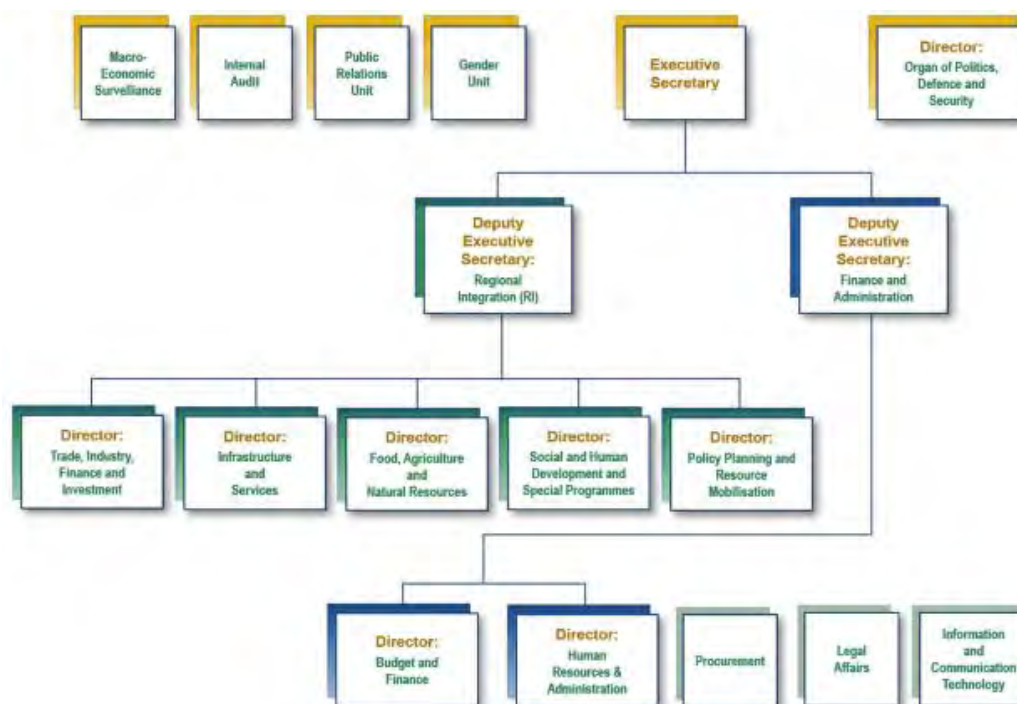 Macro-
Economic
Survelliance
Internal
Audit
Public
Relations
Unit
Gender
Unit
Executive
Secretary
Director:
Organ of Politics,
Defence and
Security
Deputy
Executive
Secretary:
Regional
Integration (RI)
Deputy
Executive
Secretary:
Finance and
Administration
Director:
Trade, Industry,
Finance and
Investment
Director:
Infrastructure
and
Services
Director:
Food, Agriculture
and
Natural Resources
Director:
Social and Human
Development and
Special Programmes
Director:
Policy Planning and
Resource
Mobilisation
Director:
Budget and
Finance
Director:
Human
Resources &
Administration
Procurement
Legal
Affairs
Information
and
Communication
Technology